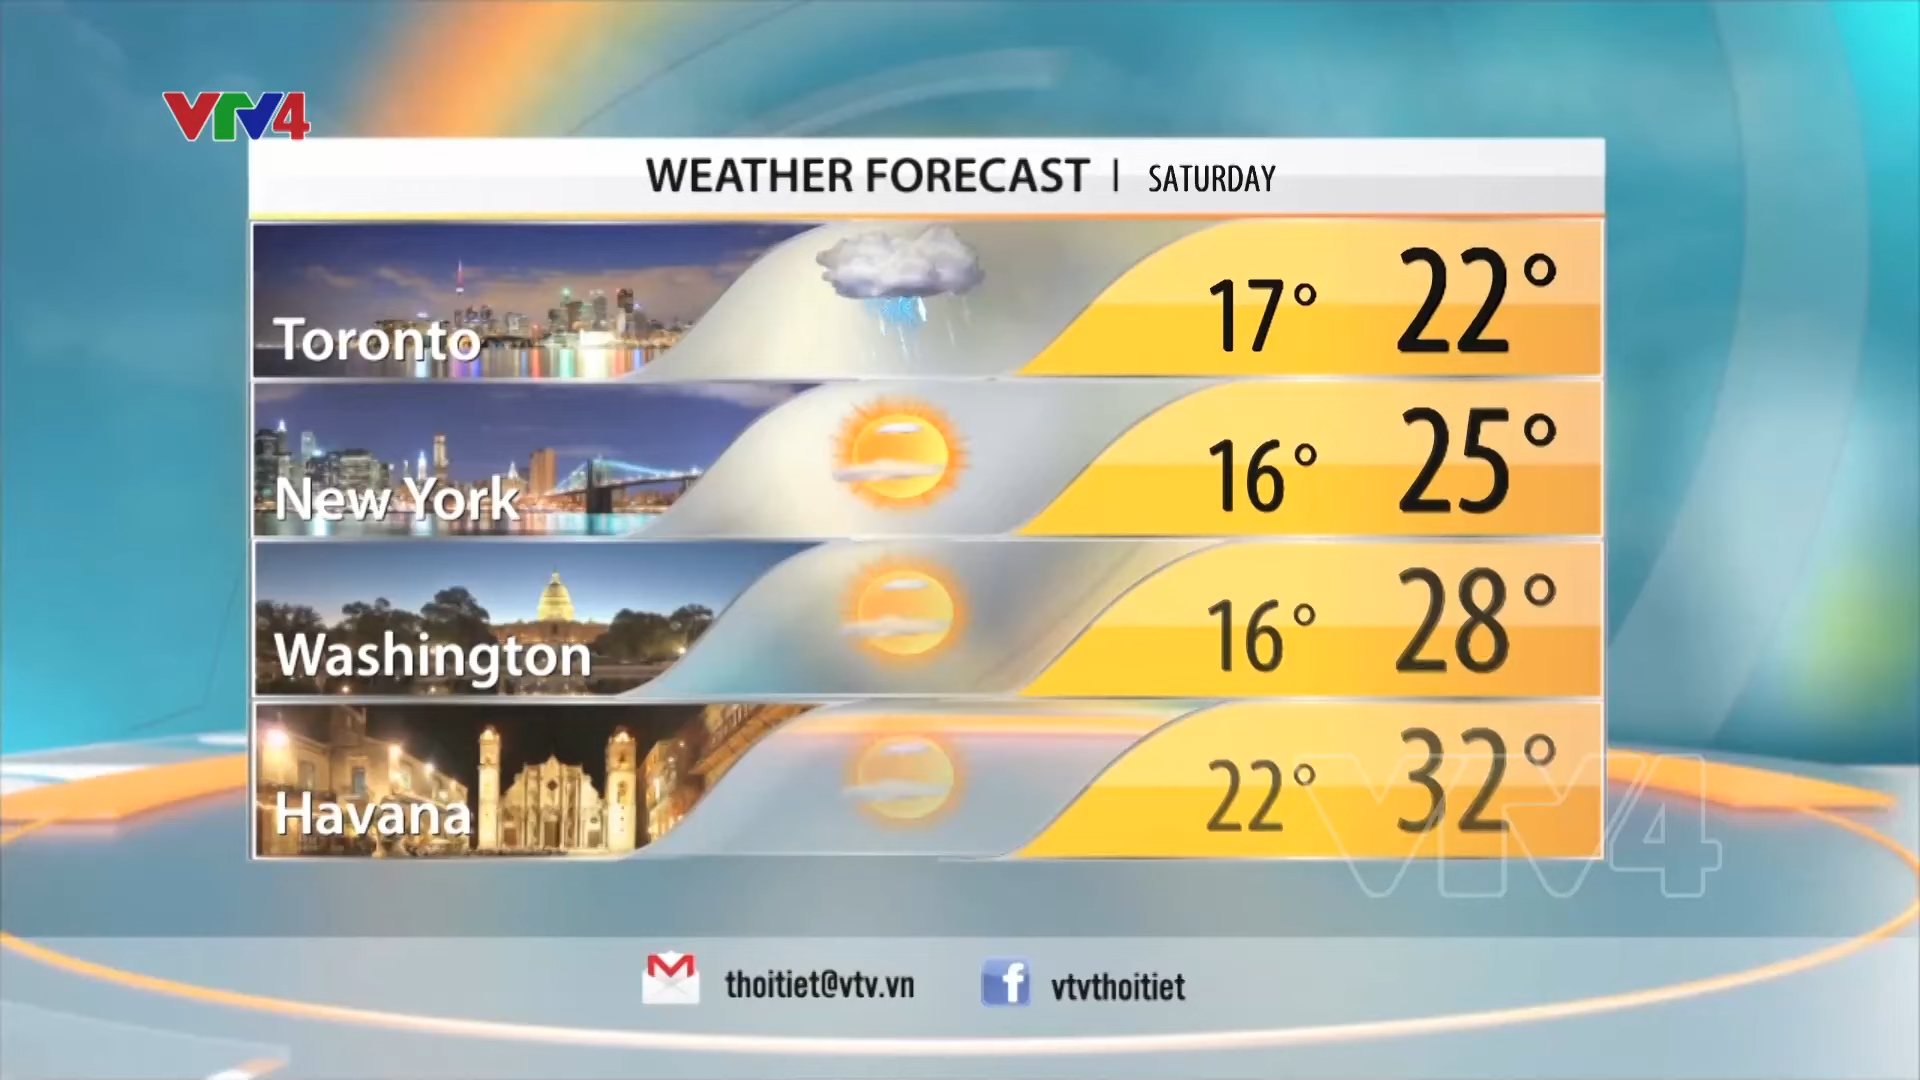 VTV4
WEATHER FORECAST | SATURDAY
Toronto 17° 22°
New York 16° 25°
Washington 16° 28°
Havana 22° 32°
VTV4
thoitiet@vtv.vn vtvthoitiet